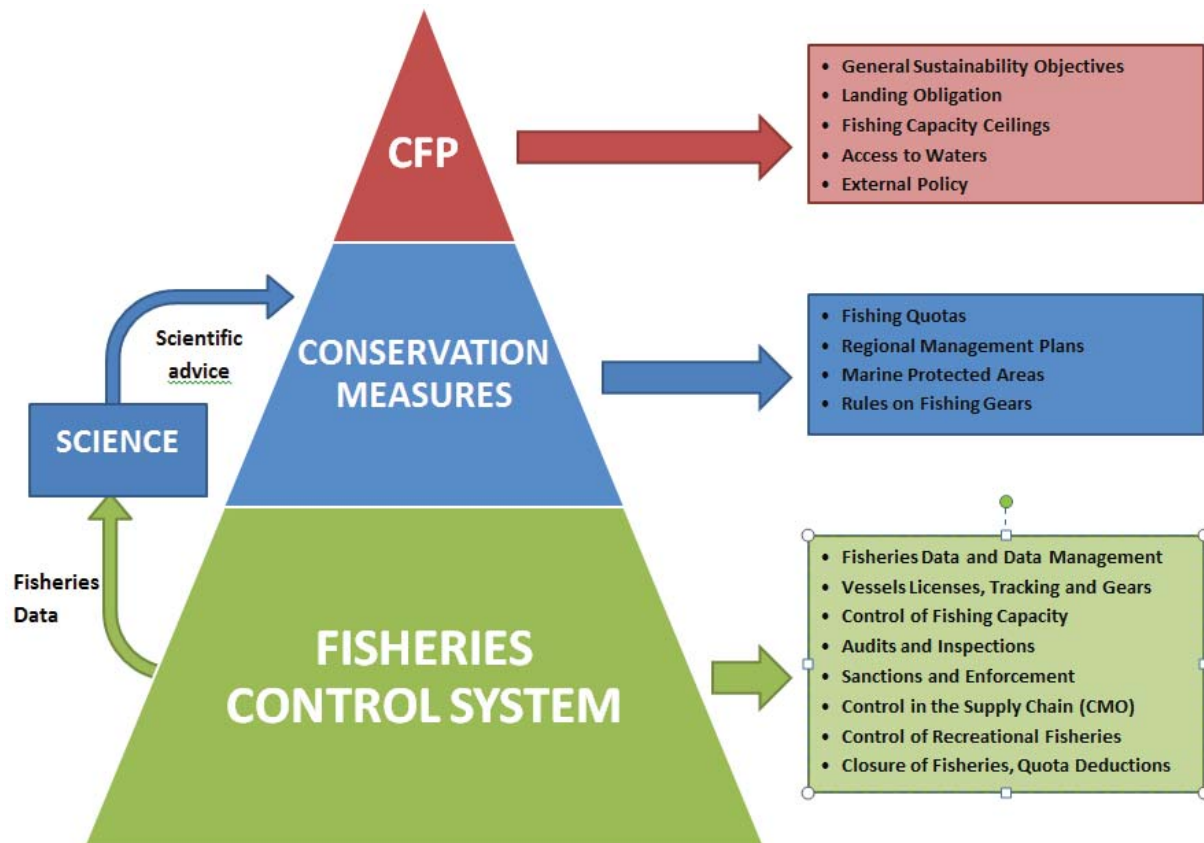 CFP
• General Sustainability Objectives
• Landing Obligation
• Fishing Capacity Ceilings
• Access to Waters
• External Policy
Scientific
advice
SCIENCE
CONSERVATION
MEASURES
• Fishing Quotas
• Regional Management Plans
• Marine Protected Areas
• Rules on Fishing Gears
Fisheries
Data
FISHERIES
CONTROL SYSTEM
• Fisheries Data and Data Management
• Vessels Licenses, Tracking and Gears
• Control of Fishing Capacity
• Audits and Inspections
• Sanctions and Enforcement
• Control in the Supply Chain (CMO)
• Control of Recreational Fisheries
• Closure of Fisheries, Quota Deductions